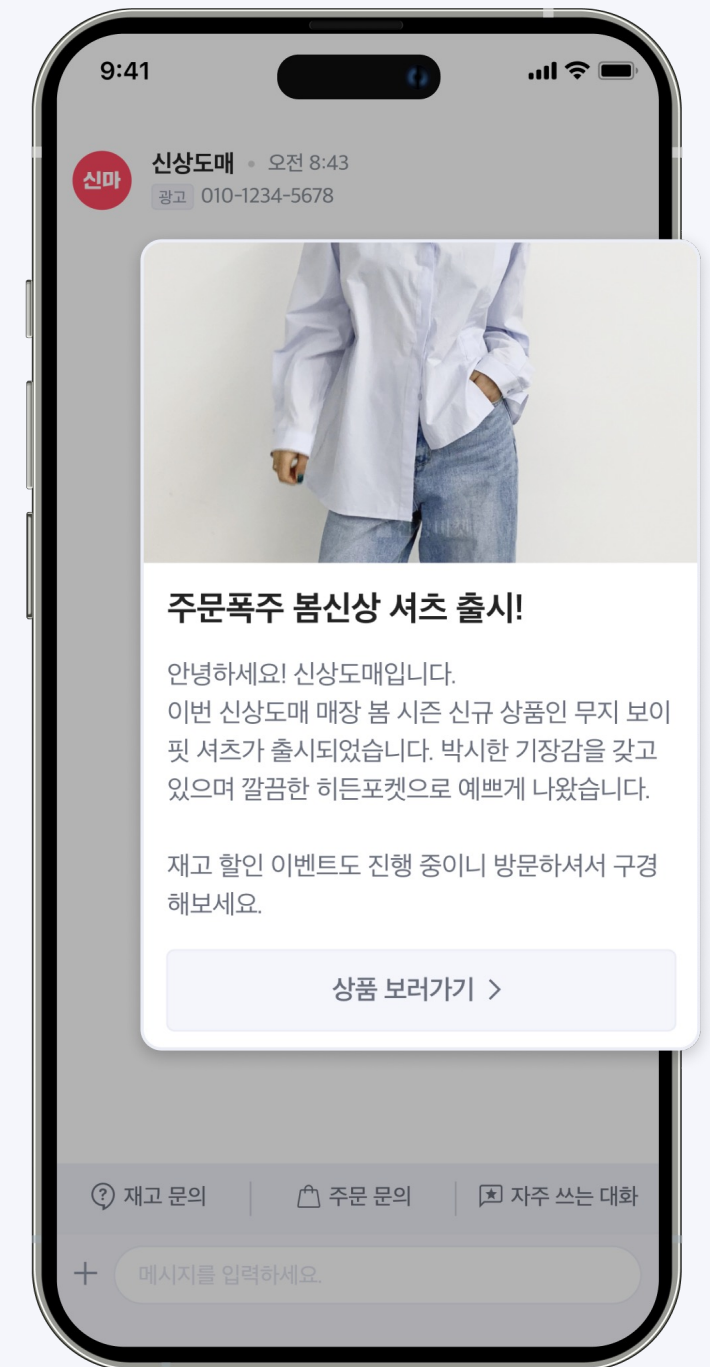 9:41
신마
신상도매 • 오전 8:43
광고 010-1234-5678
주문폭주 봄신상 셔츠 출시!
안녕하세요! 신상도매입니다.
이번 신상도매 매장 봄 시즌 신규 상품인 무지 보이
핏 셔츠가 출시되었습니다. 박시한 기장감을 갖고
있으며 깔끔한 히든포켓으로 예쁘게 나왔습니다.
재고 할인 이벤트도 진행 중이니 방문하셔서 구경
해보세요.
상품 보러가기 >
재고 문의
주문 문의
자주 쓰는 대화
메시지를 입력하세요.